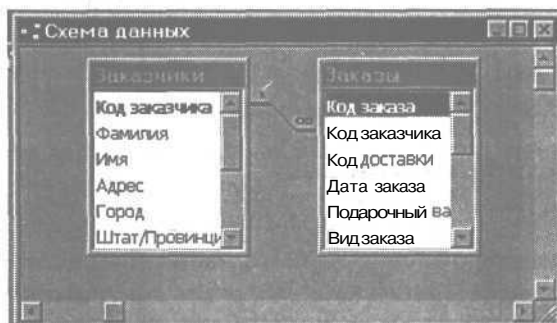 Схема данных
Заказчики
Код заказчика
Фамилия
Имя
Адрес
Город
Штат/Провинци
Заказы
Код заказа
Код заказчика
Код доставки
Дата заказа
Подарочный ва
Вид заказа